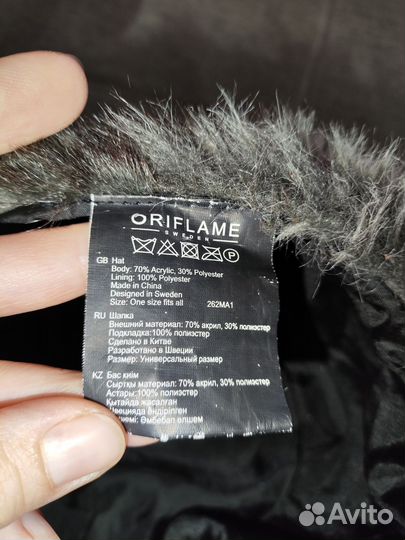 ORIFLAME
SWEDEN
P
GB Hat
Body: 70% Acrylic, 30% Polyester
Lining: 100% Polyester
Made in China
Designed in Sweden
Size: One size fits all 262MA1
RU Шапка
Внешний материал: 70% акрил, 30% полиэстер
Подкладка:100% полиэстер
Сделано в Китае
Разработано в Швеции
Размер: Универсальный размер
KZ Бас киім
Сыртқы материал: 70% акрил, 30% полиэстер
Астары:100% полиэстер
Қытайда жасалған
Швецияда өндіріпген
Әмбебап өлшем
Avito